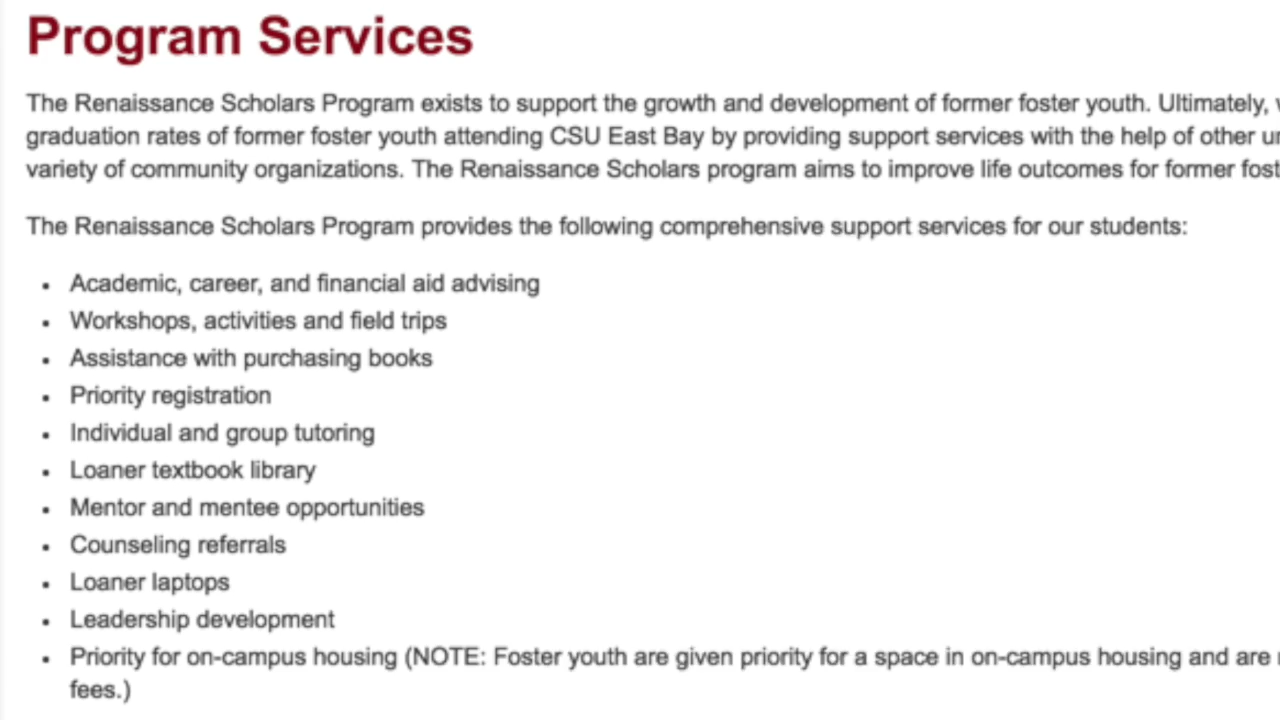 Program Services
The Renaissance Scholars Program exists to support the growth and development of former foster youth. Ultimately,
graduation rates of former foster youth attending CSU East Bay by providing support services with the help of other
variety of community organizations. The Renaissance Scholars program aims to improve life outcomes for former
The Renaissance Scholars Program provides the following comprehensive support services for our students:
• Academic, career, and financial aid advising
• Workshops, activities and field trips
• Assistance with purchasing books
• Priority registration
• Individual and group tutoring
• Loaner textbook library
• Mentor and mentee opportunities
• Counseling referrals
• Loaner laptops
• Leadership development
• Priority for on-campus housing (NOTE: Foster youth are given priority for a space in on-campus housing and are
fees.)